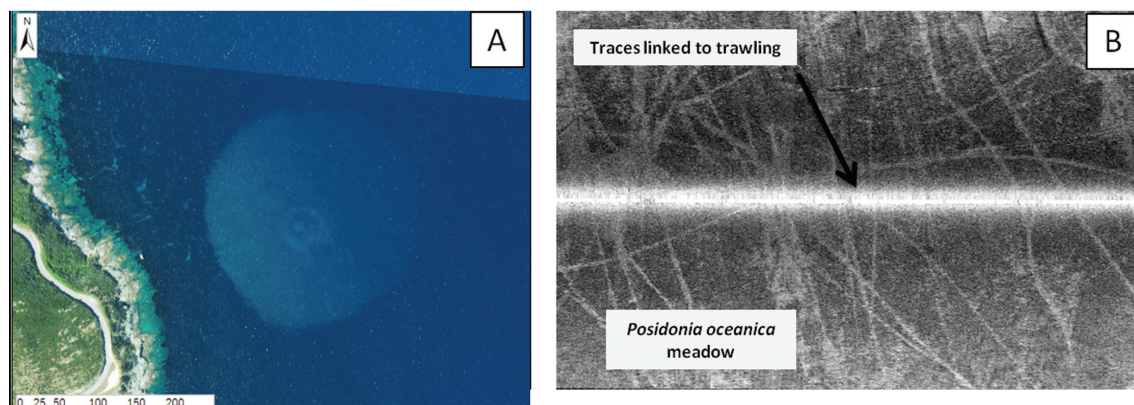 N
A
0 25 50 100 150 200
Traces linked to trawling
B
Posidonia oceanica
meadow